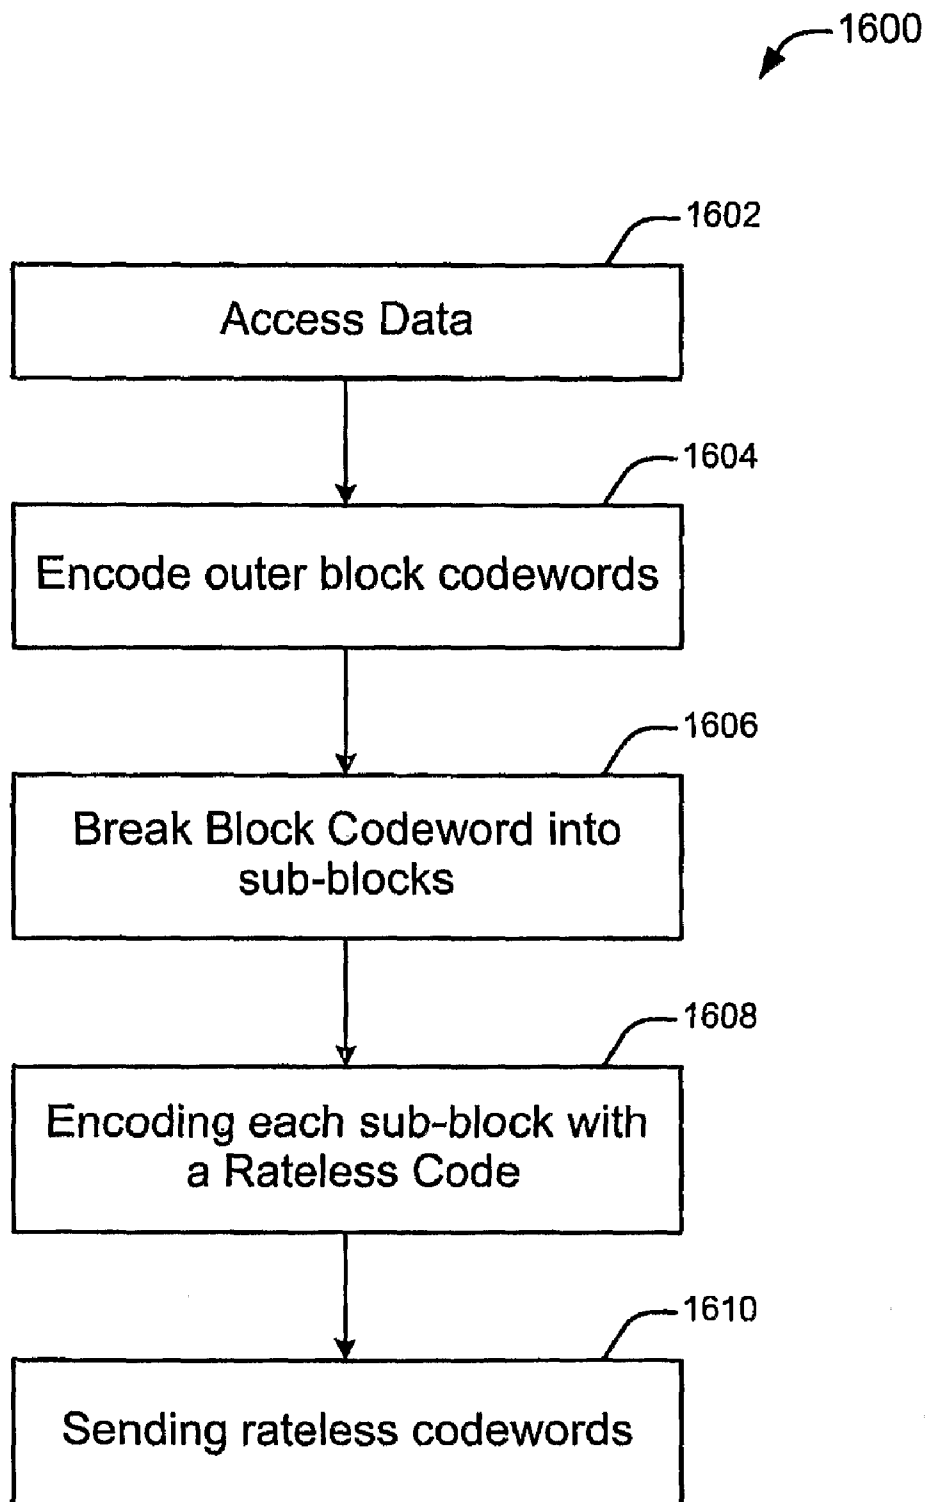 1600
1602
Access Data
1604
Encode outer block codewords
1606
Break Block Codeword into
sub-blocks
1608
Encoding each sub-block with
a Rateless Code
1610
Sending rateless codewords